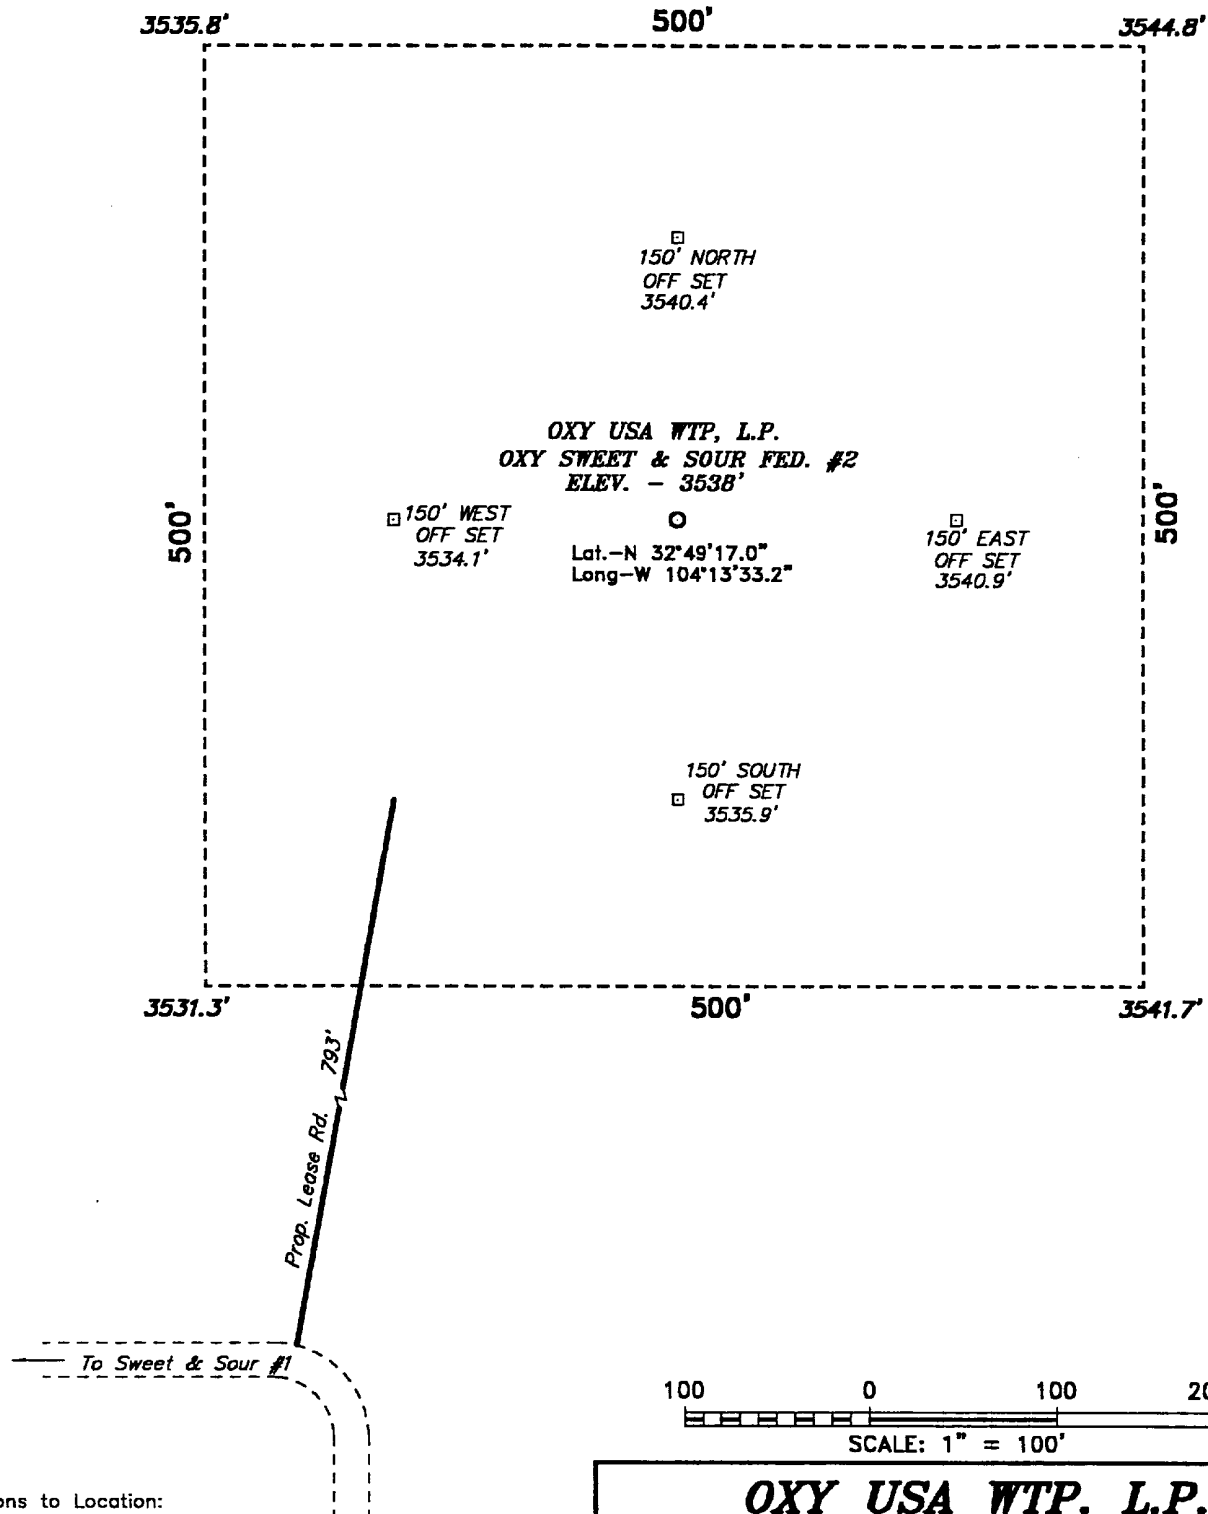 3535.8'
500'
3544.8'
150' NORTH
OFF SET
3540.4'
OXY USA WTP, L.P.
OXY SWEET & SOUR FED. #2
ELEV. - 3538'
500'
150' WEST
OFF SET
3534.1'
Lat.-N 32°49'17.0"
Long-W 104°13'33.2"
150' EAST
OFF SET
3540.9'
500'
150' SOUTH
OFF SET
3535.9'
3531.3'
500'
3541.7'
Prop. Lease Rd. 793'
To Sweet & Sour #1
100 0 100
SCALE: 1" = 100'
OXY USA WTP. L.P.
to Location: